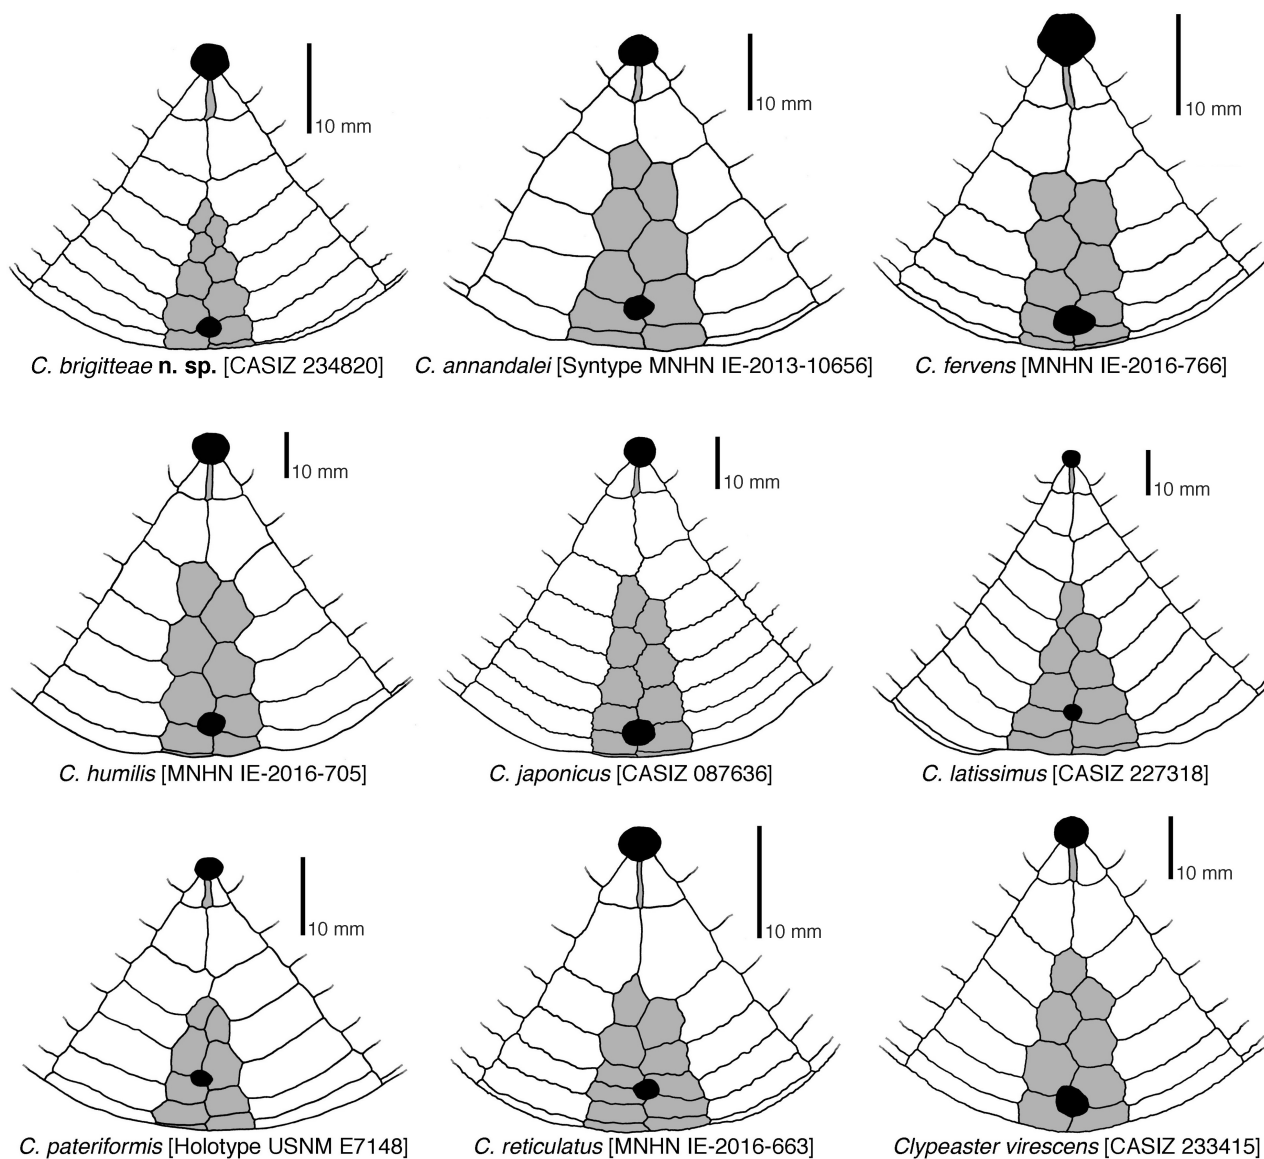 10 mm
10 mm
10 mm
C. brigitteae n. sp. [CASIZ 234820]
C. annandalei [Syntype MNHN IE-2013-10656]
C. fervens [MNHN IE-2016-766]
10 mm
10 mm
10 mm
C. humilis [MNHN IE-2016-705]
C. japonicus [CASIZ 087636]
C. latissimus [CASIZ 227318]
10 mm
10 mm
10 mm
C. pateriformis [Holotype USNM E7148]
C. reticulatus [MNHN IE-2016-663]
Clypeaster virescens [CASIZ 233415]